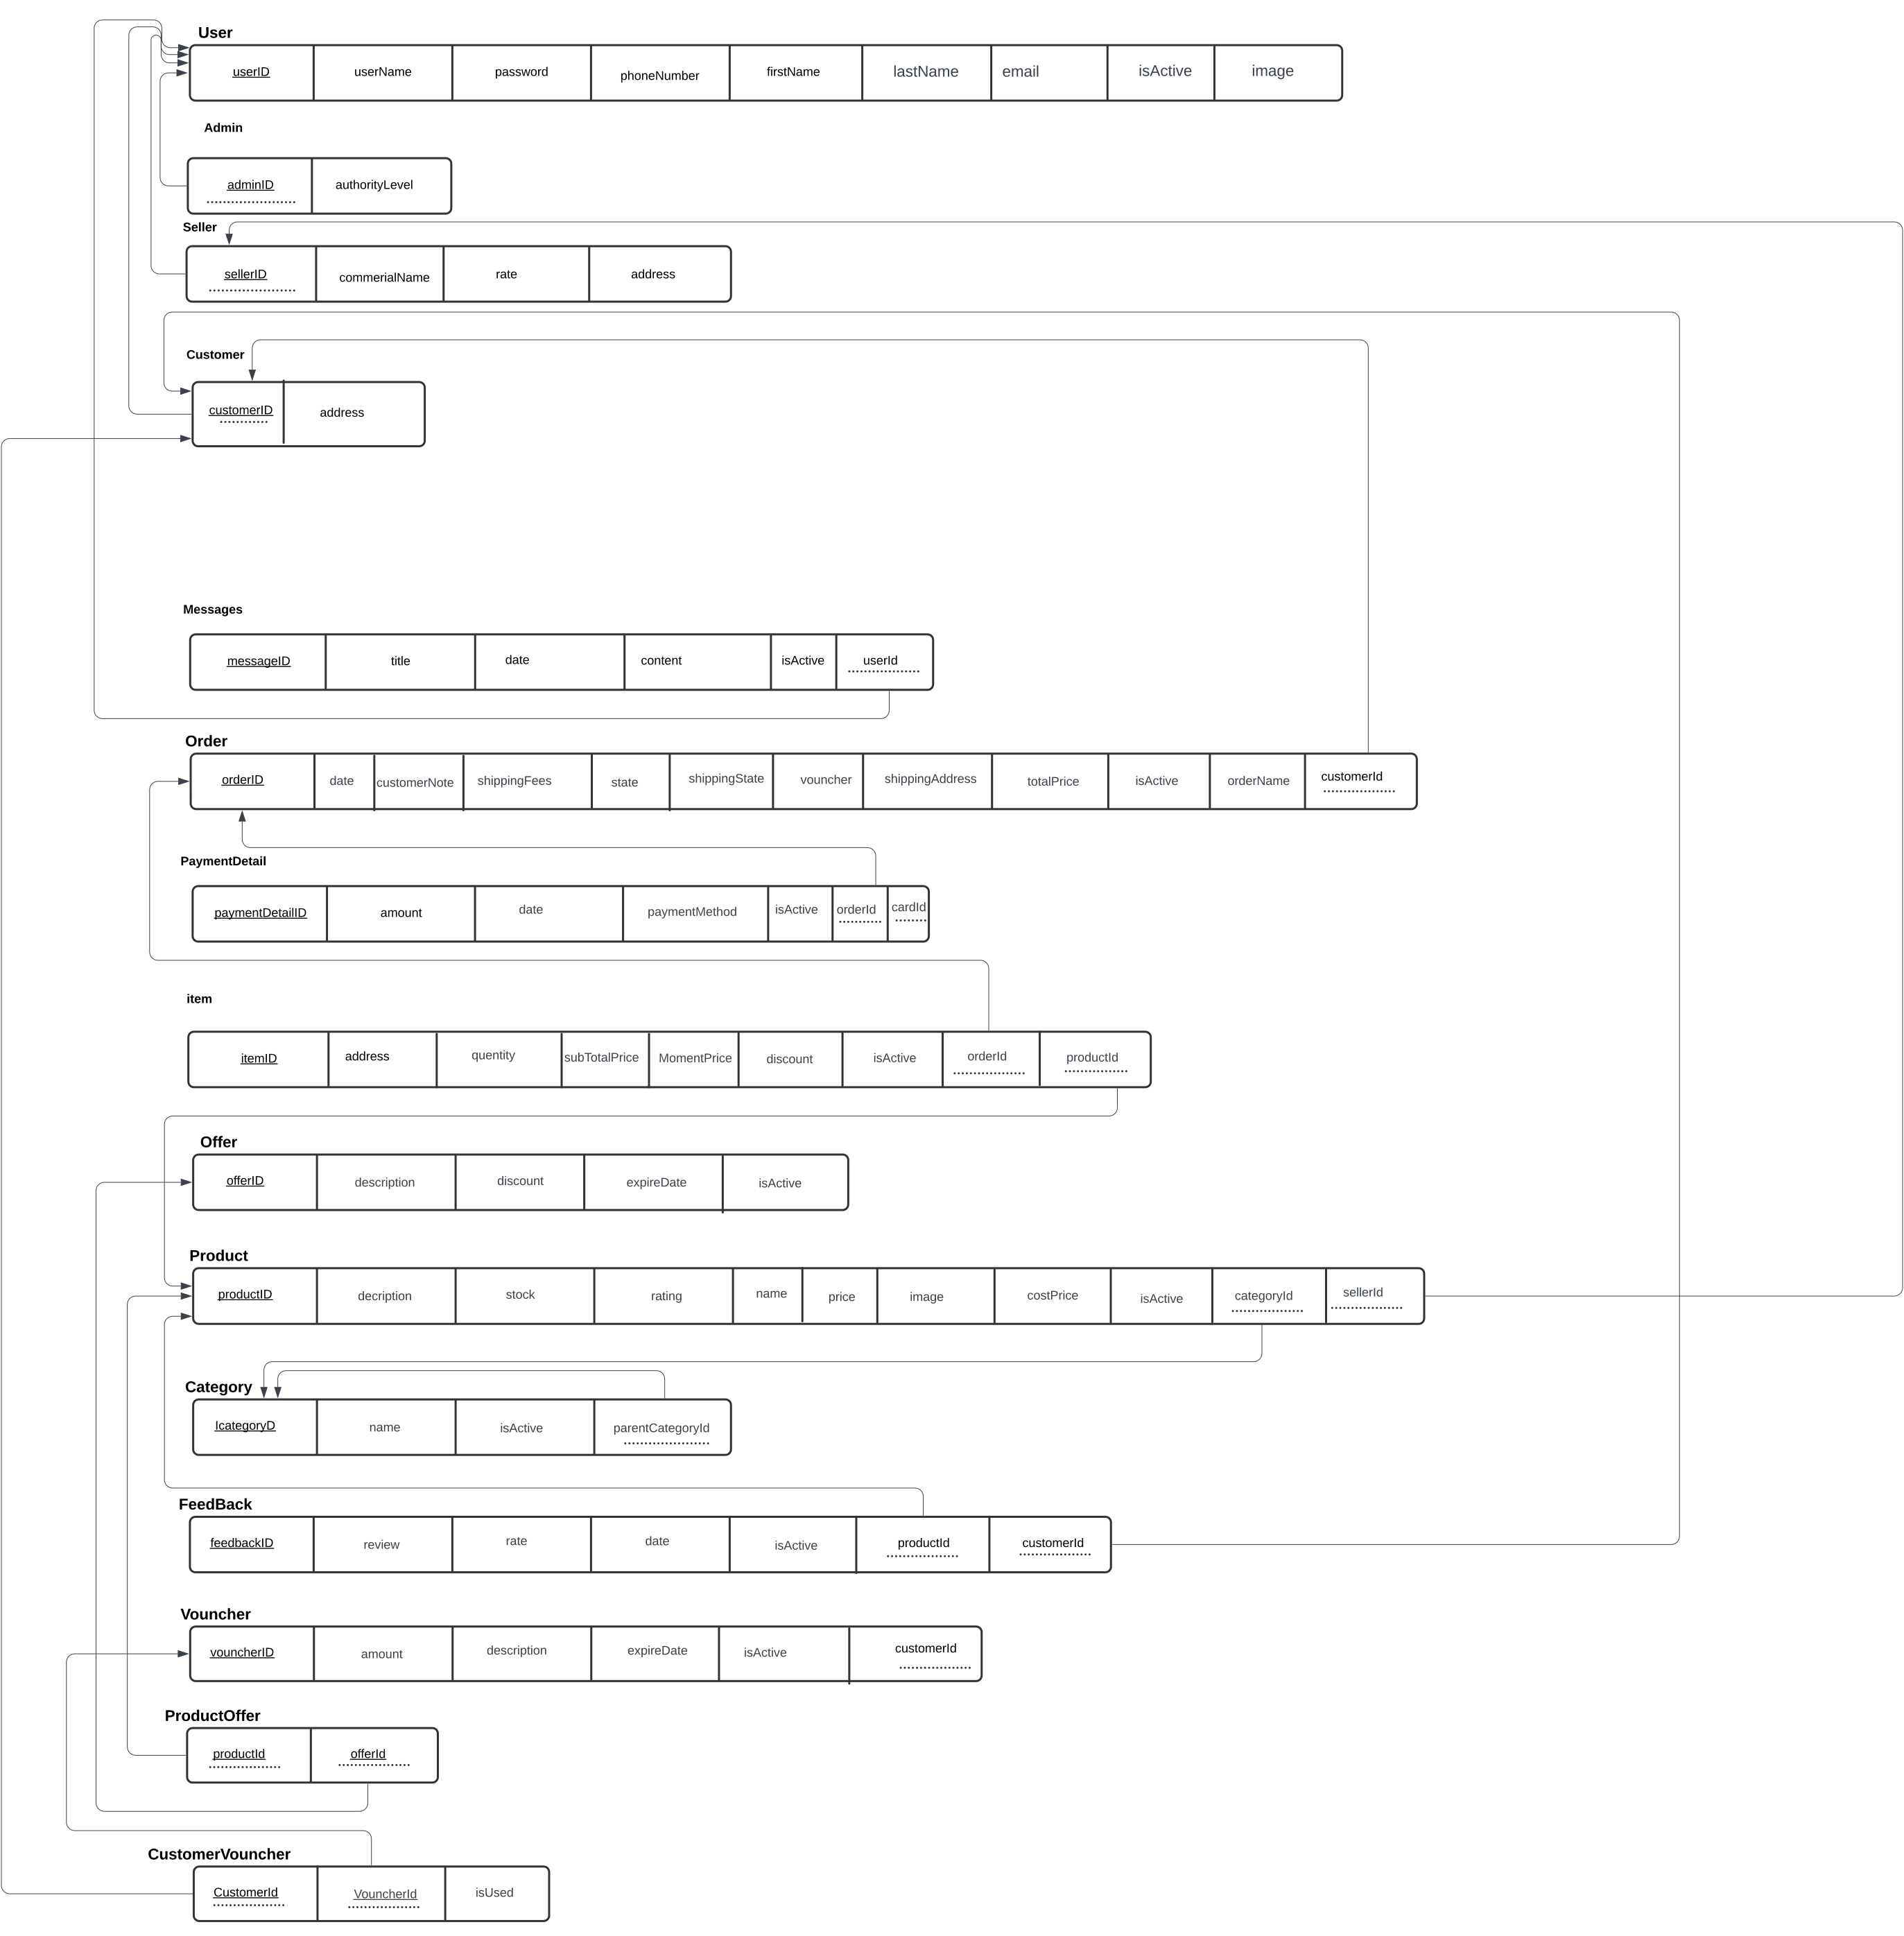 User
userID userName password phoneNumber firstName lastName email isActive image
Admin
adminID authorityLevel
Seller
sellerID commerialName rate address
Customer
customerID address
Messages
messageID title date content isActive userId
Order
orderID date customerNote shippingFees state shippingState vouncher shippingAddress totalPrice isActive orderName customerId
PaymentDetail
paymentDetailID amount date paymentMethod isActive orderId cardId
item
itemID address quentity subTotalPrice MomentPrice discount isActive orderId productId
Offer
offerID description discount expireDate isActive
Product
productID decription stock rating name price image costPrice isActive categoryId sellerId
Category
IcategoryD name isActive parentCategoryId
FeedBack
feedbackID review rate date isActive productId customerId
Vouncher
vouncherID amount description expireDate isActive customerId
ProductOffer
productId offerId
CustomerVouncher
CustomerId VouncherId isUsed